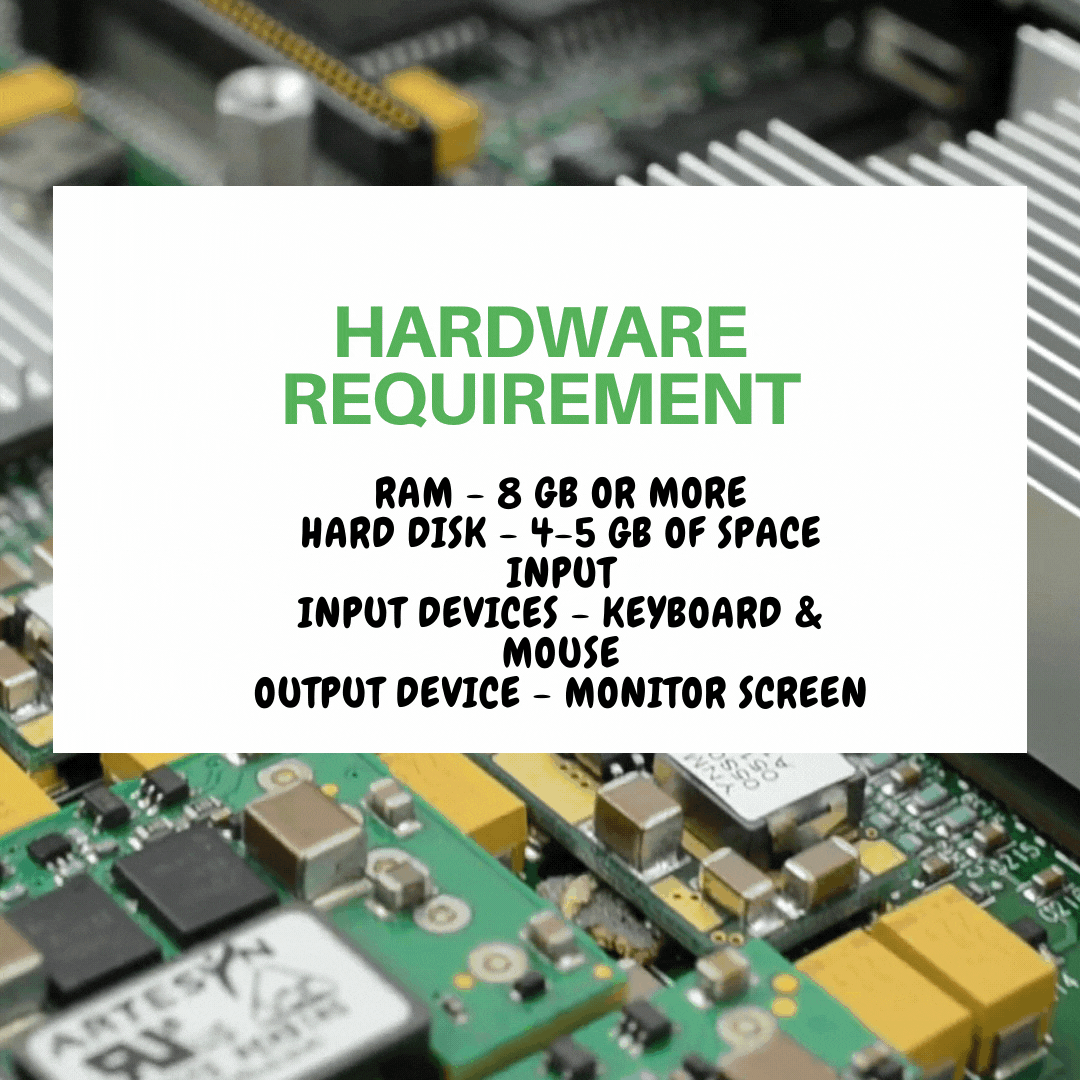 HARDWARE
REQUIREMENT
RAM - 8 GB OR MORE
HARD DISK - 4-5 GB OF SPACE
INPUT
INPUT DEVICES - KEYBOARD &
MOUSE
OUTPUT DEVICE - MONITOR SCREEN
ARTESYN